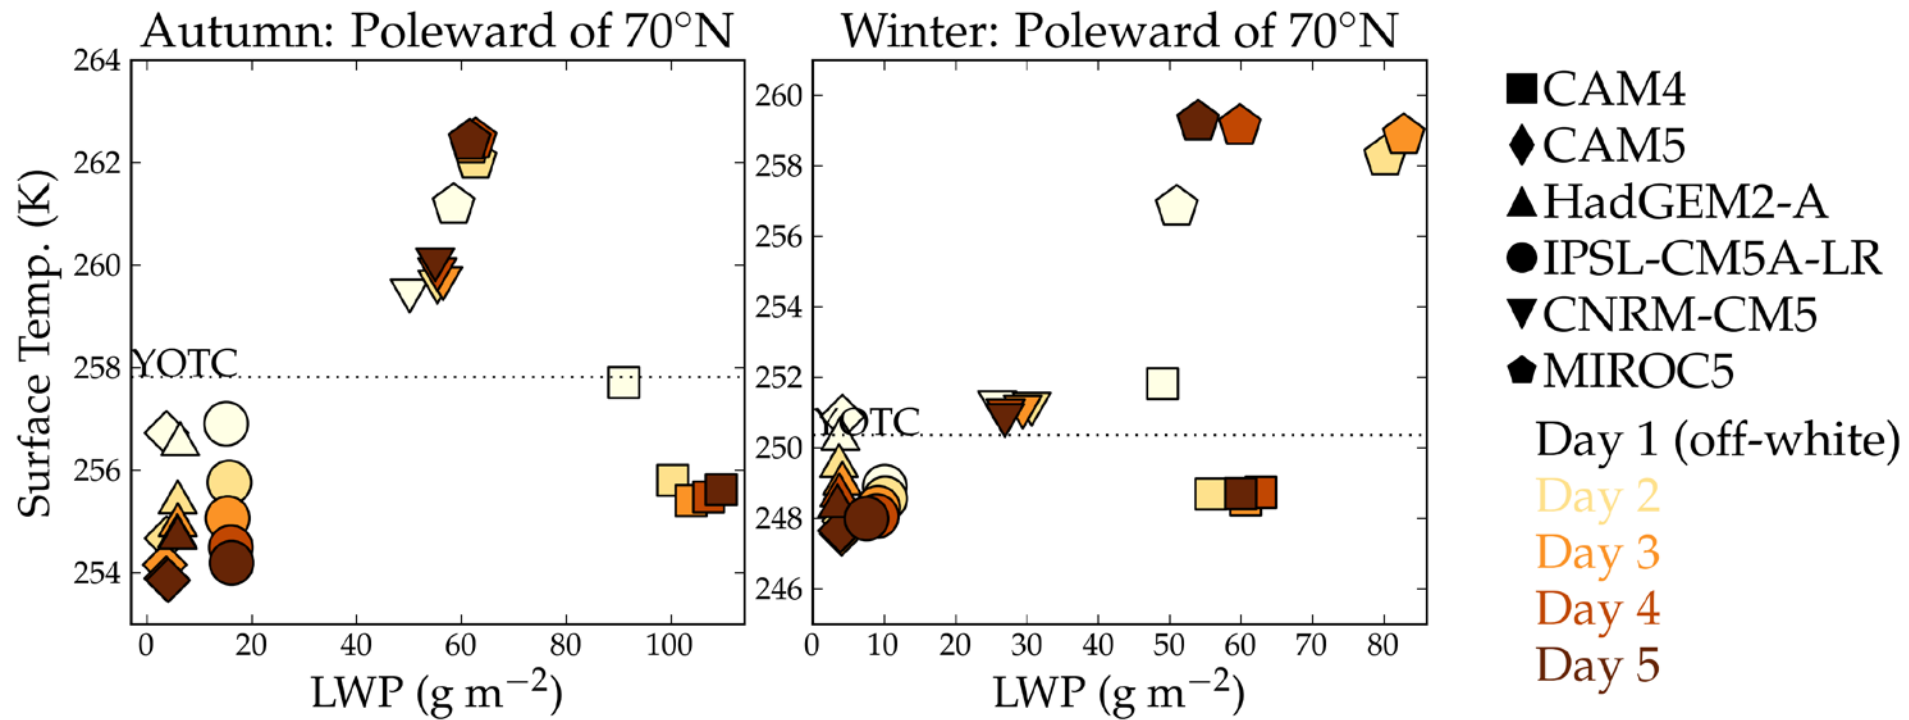 Autumn: Poleward of 70°N
Winter: Poleward of 70°N
Surface Temp. (K)
264
262
260
258
256
254
YOTC
0 20 40 60 80 100
LWP (g m−2)
260
258
256
254
252
250
248
246
YOTC
0 10 20 30 40 50 60 70 80
LWP (g m−2)
CAM4
CAM5
HadGEM2-A
IPSL-CM5A-LR
CNRM-CM5
MIROC5
Day 1 (off-white)
Day 2
Day 3
Day 4
Day 5